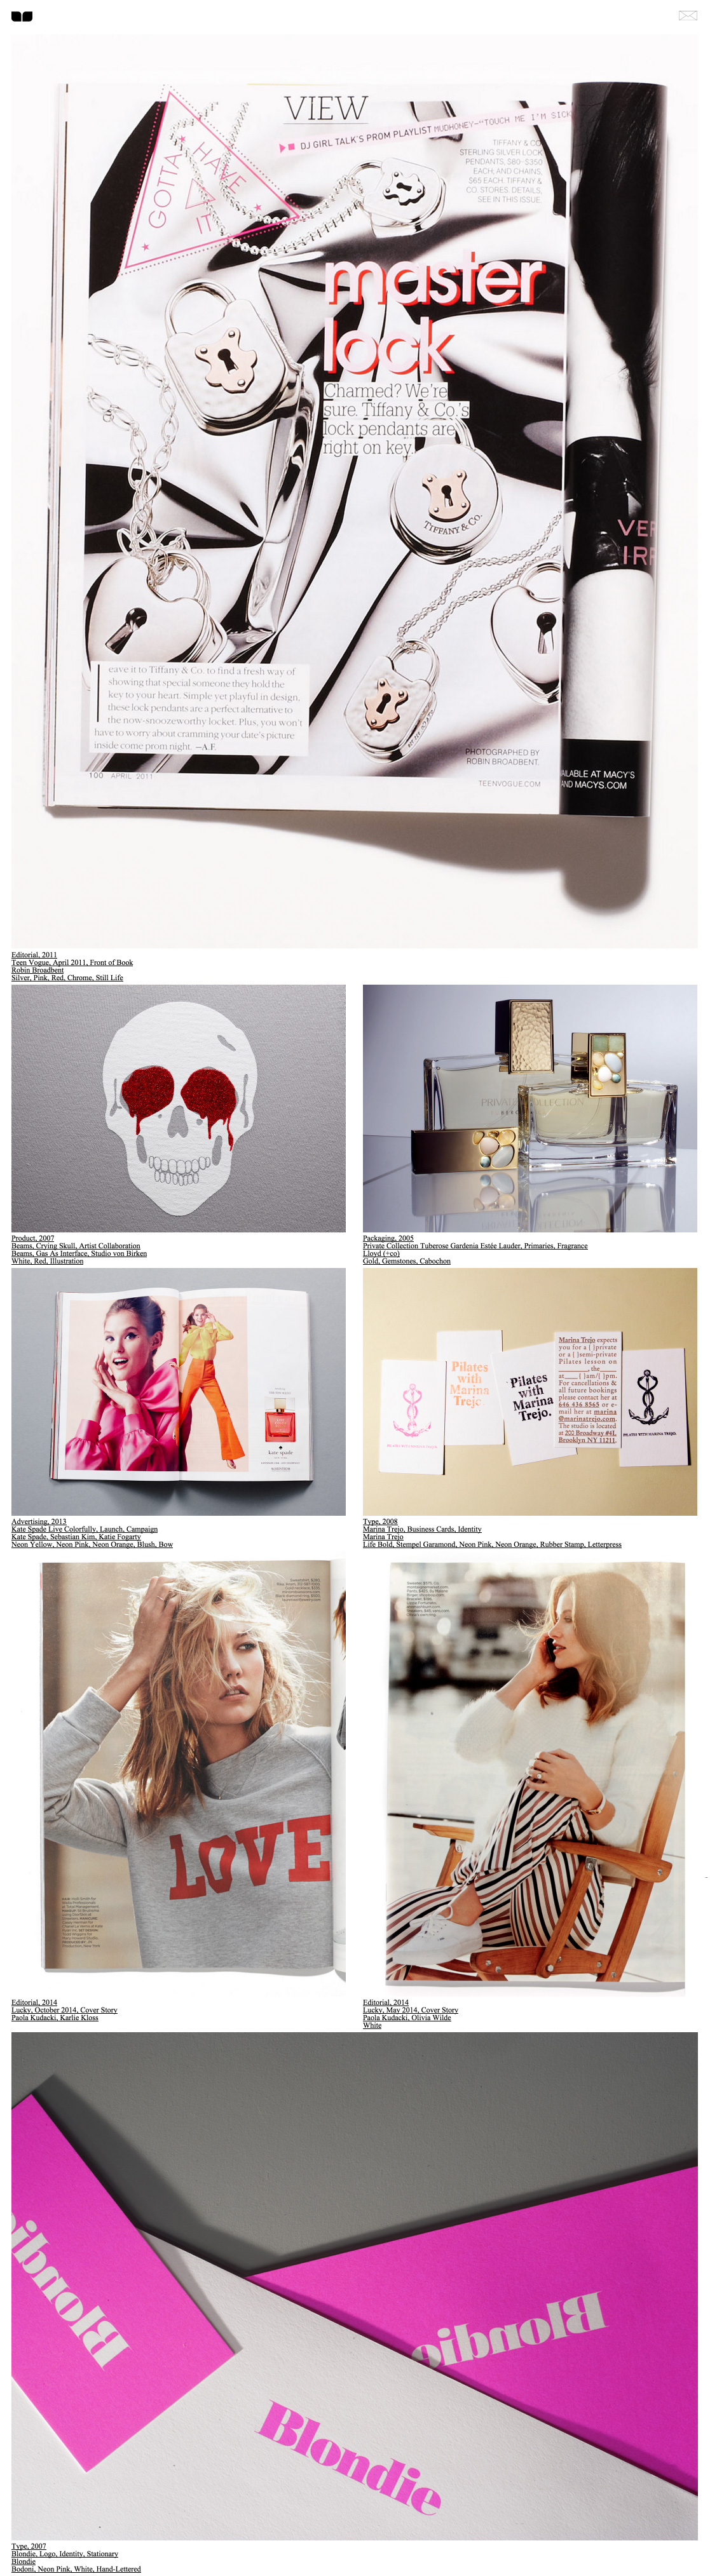 VIEW
DJ GIRL TALK'S PROM PLAYLIST MUDHONEY—"TOUCH ME I'M SICK
GOTTA
HAVE
IT
TIFFANY & CO.
STERLING SILVER LOCK
PENDANTS, $80–$350
EACH, AND CHAINS,
$65 EACH. TIFFANY &
CO. STORES. DETAILS,
SEE IN THIS ISSUE.
master
lock
Charmed? We're
sure. Tiffany & Co.'s
lock pendants are
right on key.
TIFFANY & CO.
VER
IRR
eave it to Tiffany & Co. to find a fresh way of
showing that special someone they hold the
key to your heart. Simple yet playful in design,
these lock pendants are a perfect alternative to
the now-snoozeworthy locket. Plus, you won't
have to worry about cramming your date's picture
inside come prom night. —A.F.
PHOTOGRAPHED BY
ROBIN BROADBENT.
100 APRIL 2011
TEENVOGUE.COM
AILABLE AT MACY'S
AND MACYS.COM
Editorial, 2011
Teen Vogue, April 2011, Front of Book
Robin Broadbent
Silver, Pink, Red, Chrome, Still Life
PRIVATE COLLECTION
Product, 2007
Beams, Crying Skull, Artist Collaboration
Beams, Gas As Interface, Studio von Birken
White, Red, Illustration
Packaging, 2005
Private Collection Tuberose Gardenia Estée Lauder, Primaries, Fragrance
Lloyd (+co)
Gold, Gemstones, Cabochon
kate spade
Pilates
with
Marina
Trejo.
Pilates
with
Marina
Trejo.
Marina Trejo expects
you for a [ ]private
or a [ ]semi-private
Pilates lesson on
______, the____
at____[ ]am/[ ]pm.
For cancellations &
all future bookings
please contact her at
646 436 8565 or e-
mail her at marina
@marinatrejo.com.
The studio is located
at 200 Broadway #4L
Brooklyn NY 11211.
PILATES WITH MARINA TREJO.
Advertising, 2013
Kate Spade Live Colorfully, Launch, Campaign
Kate Spade, Sebastian Kim, Katie Fogarty
Neon Yellow, Neon Pink, Neon Orange, Blush, Bow
Type, 2008
Marina Trejo, Business Cards, Identity
Marina Trejo
Life Bold, Stempel Garamond, Neon Pink, Neon Orange, Rubber Stamp, Letterpress
LOVE
Editorial, 2014
Lucky, October 2014, Cover Story
Paola Kudacki, Karlie Kloss
Editorial, 2014
Lucky, May 2014, Cover Story
Paola Kudacki, Olivia Wilde
White
Blondie
Blondie
Blondie
Type, 2007
Blondie, Logo, Identity, Stationary
Blondie
Bodoni, Neon Pink, White, Hand-Lettered